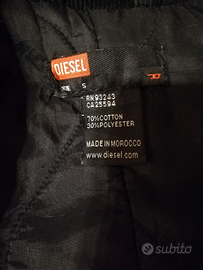 DIESEL
S
RN 93243
CA 25594
70%COTTON
30%POLYESTER
MADE IN MOROCCO
www.diesel.com
subito